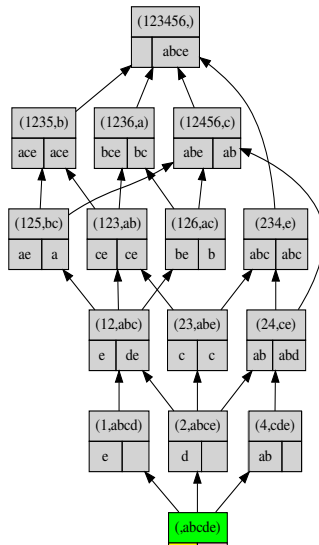 (123456,)
abce
(1235,b) (1236,a) (12456,c)
ace ace bce bc abe ab
(125,bc) (123,ab) (126,ac) (234,e)
ae a ce ce be b abc abc
(12,abc) (23,abe) (24,ce)
e de c c ab abd
(1,abcd) (2,abce) (4,cde)
e d ab
(,abcde)